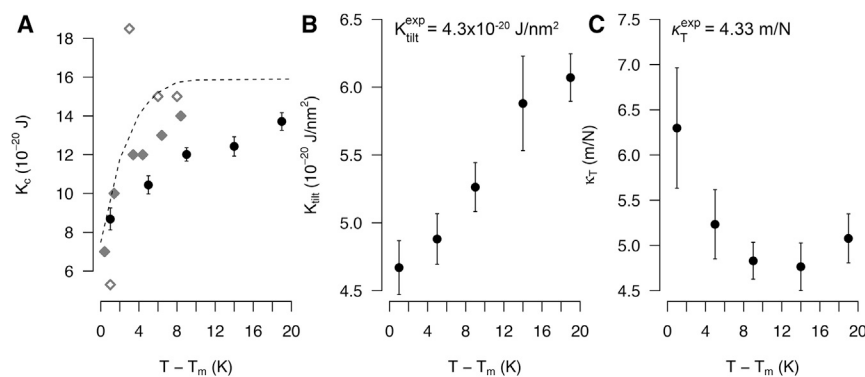 A
K_c (10^-20 J)
18
16
14
12
10
8
6
0 4 8 12 16 20
T − T_m (K)
B
K_tilt^exp = 4.3x10^-20 J/nm^2
K_tilt (10^-20 J/nm^2)
6.5
6.0
5.5
5.0
4.5
0 4 8 12 16 20
T − T_m (K)
C
κ_T^exp = 4.33 m/N
κ_T (m/N)
7.5
7.0
6.5
6.0
5.5
5.0
4.5
0 4 8 12 16 20
T − T_m (K)